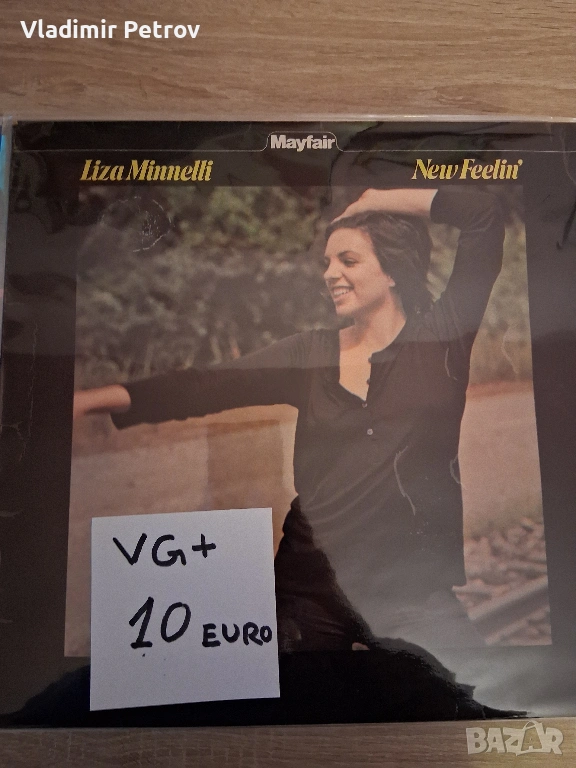 Vladimir Petrov
Mayfair
Liza Minnelli New Feelin'
VG+
10 EURO
BAZAR